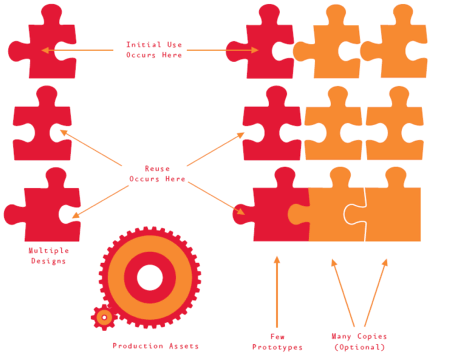 Initial Use
Occurs Here
Reuse
Occurs Here
Multiple
Designs
Production Assets
Few
Prototypes
Many Copies
(Optional)